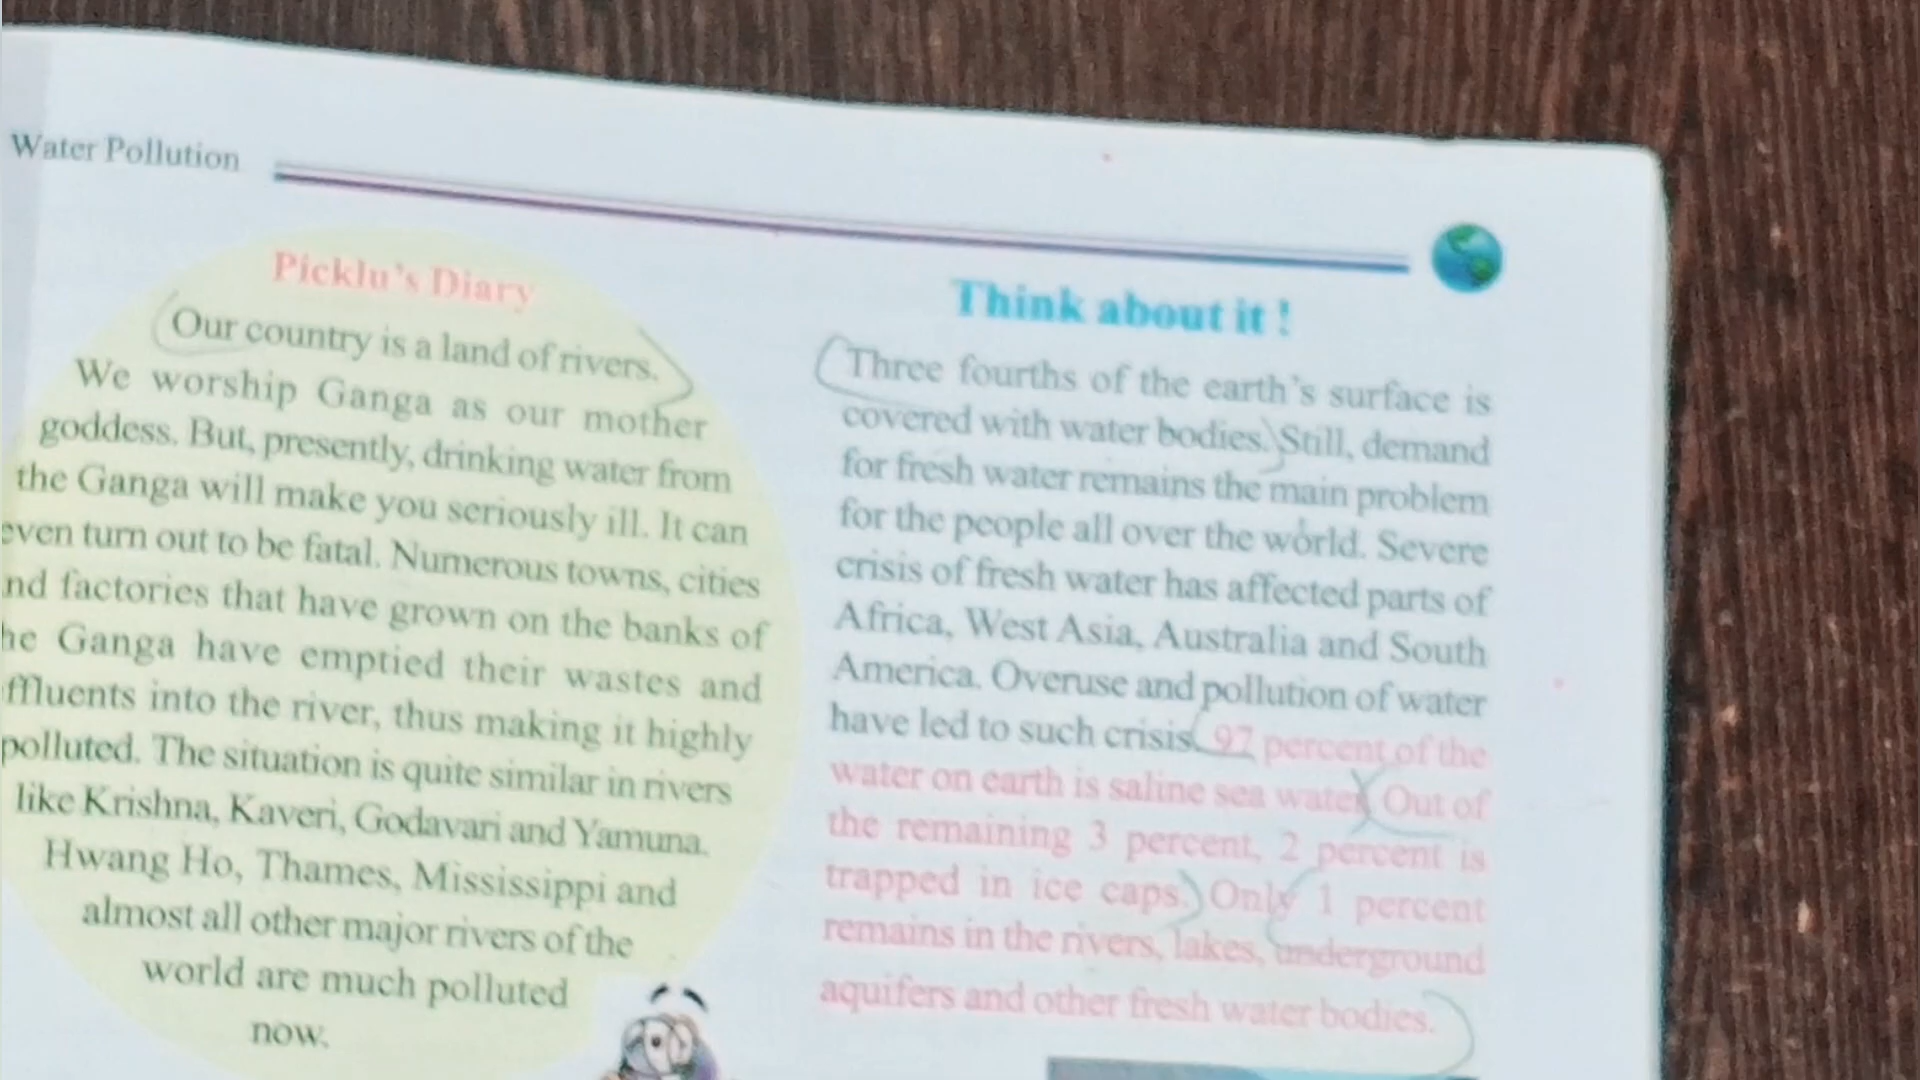 Water Pollution
Picklu's Diary
Our country is a land of rivers.
We worship Ganga as our mother
goddess. But, presently, drinking water from
the Ganga will make you seriously ill. It can
even turn out to be fatal. Numerous towns, cities
nd factories that have grown on the banks of
he Ganga have emptied their wastes and
ffluents into the river, thus making it highly
polluted. The situation is quite similar in rivers
like Krishna, Kaveri, Godavari and Yamuna.
Hwang Ho, Thames, Mississippi and
almost all other major rivers of the
world are much polluted
now.
Think about it !
Three fourths of the earth's surface is
covered with water bodies. Still, demand
for fresh water remains the main problem
for the people all over the world. Severe
crisis of fresh water has affected parts of
Africa, West Asia, Australia and South
America. Overuse and pollution of water
have led to such crisis. 97 percent of the
water on earth is saline sea water. Out of
the remaining 3 percent, 2 percent is
trapped in ice caps. Only 1 percent
remains in the rivers, lakes, underground
aquifers and other fresh water bodies.